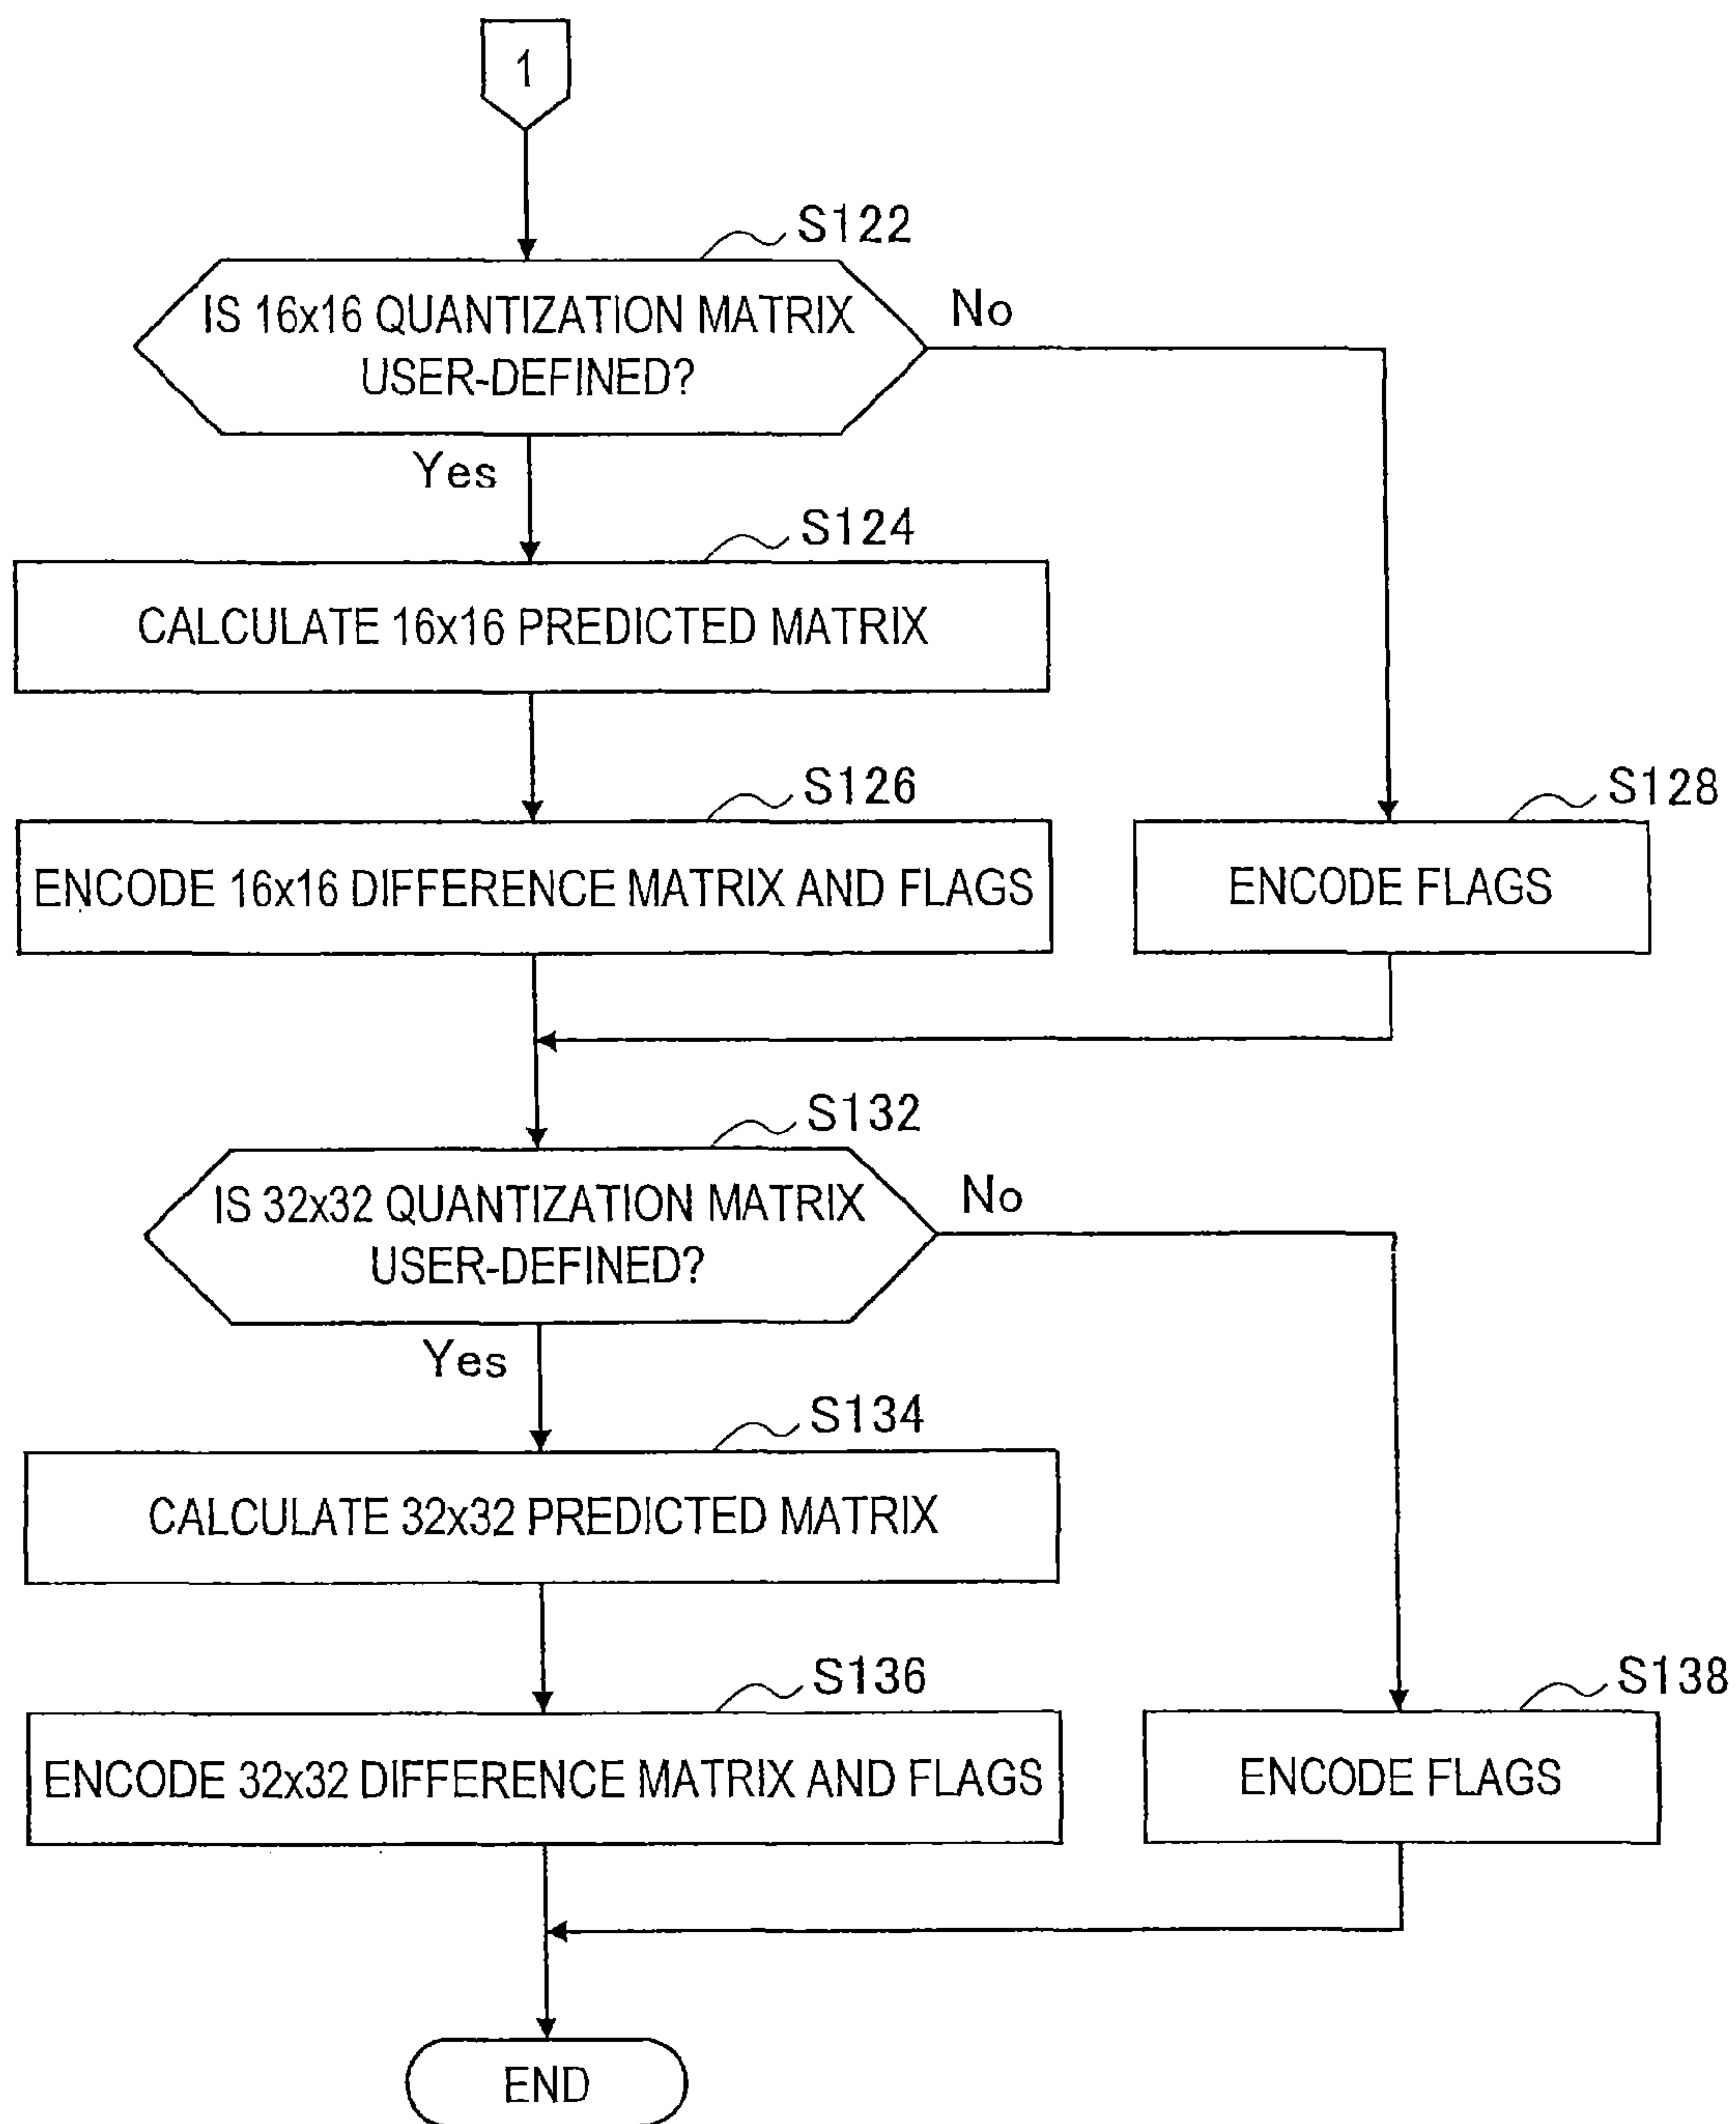 1
S122
IS 16x16 QUANTIZATION MATRIX
USER-DEFINED?
No
Yes
S124
CALCULATE 16x16 PREDICTED MATRIX
S126
ENCODE 16x16 DIFFERENCE MATRIX AND FLAGS
S128
ENCODE FLAGS
S132
IS 32x32 QUANTIZATION MATRIX
USER-DEFINED?
No
Yes
S134
CALCULATE 32x32 PREDICTED MATRIX
S136
ENCODE 32x32 DIFFERENCE MATRIX AND FLAGS
S138
ENCODE FLAGS
END